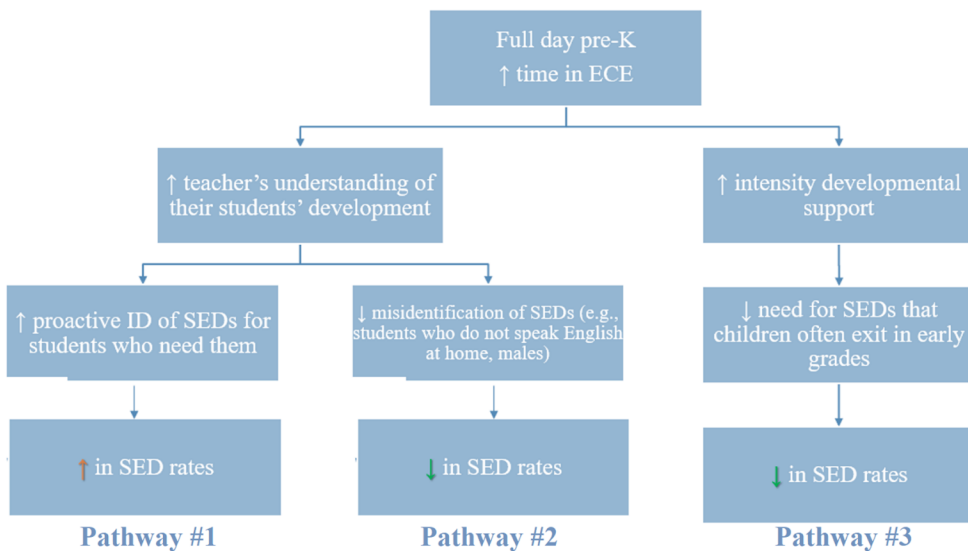 Full day pre-K
↑ time in ECE
↑ teacher’s understanding of
their students’ development
↑ intensity developmental
support
↑ proactive ID of SEDs for
students who need them
↓ misidentification of SEDs (e.g.,
students who do not speak English
at home, males)
↓ need for SEDs that
children often exit in early
grades
↑ in SED rates
↓ in SED rates
↓ in SED rates
Pathway #1
Pathway #2
Pathway #3